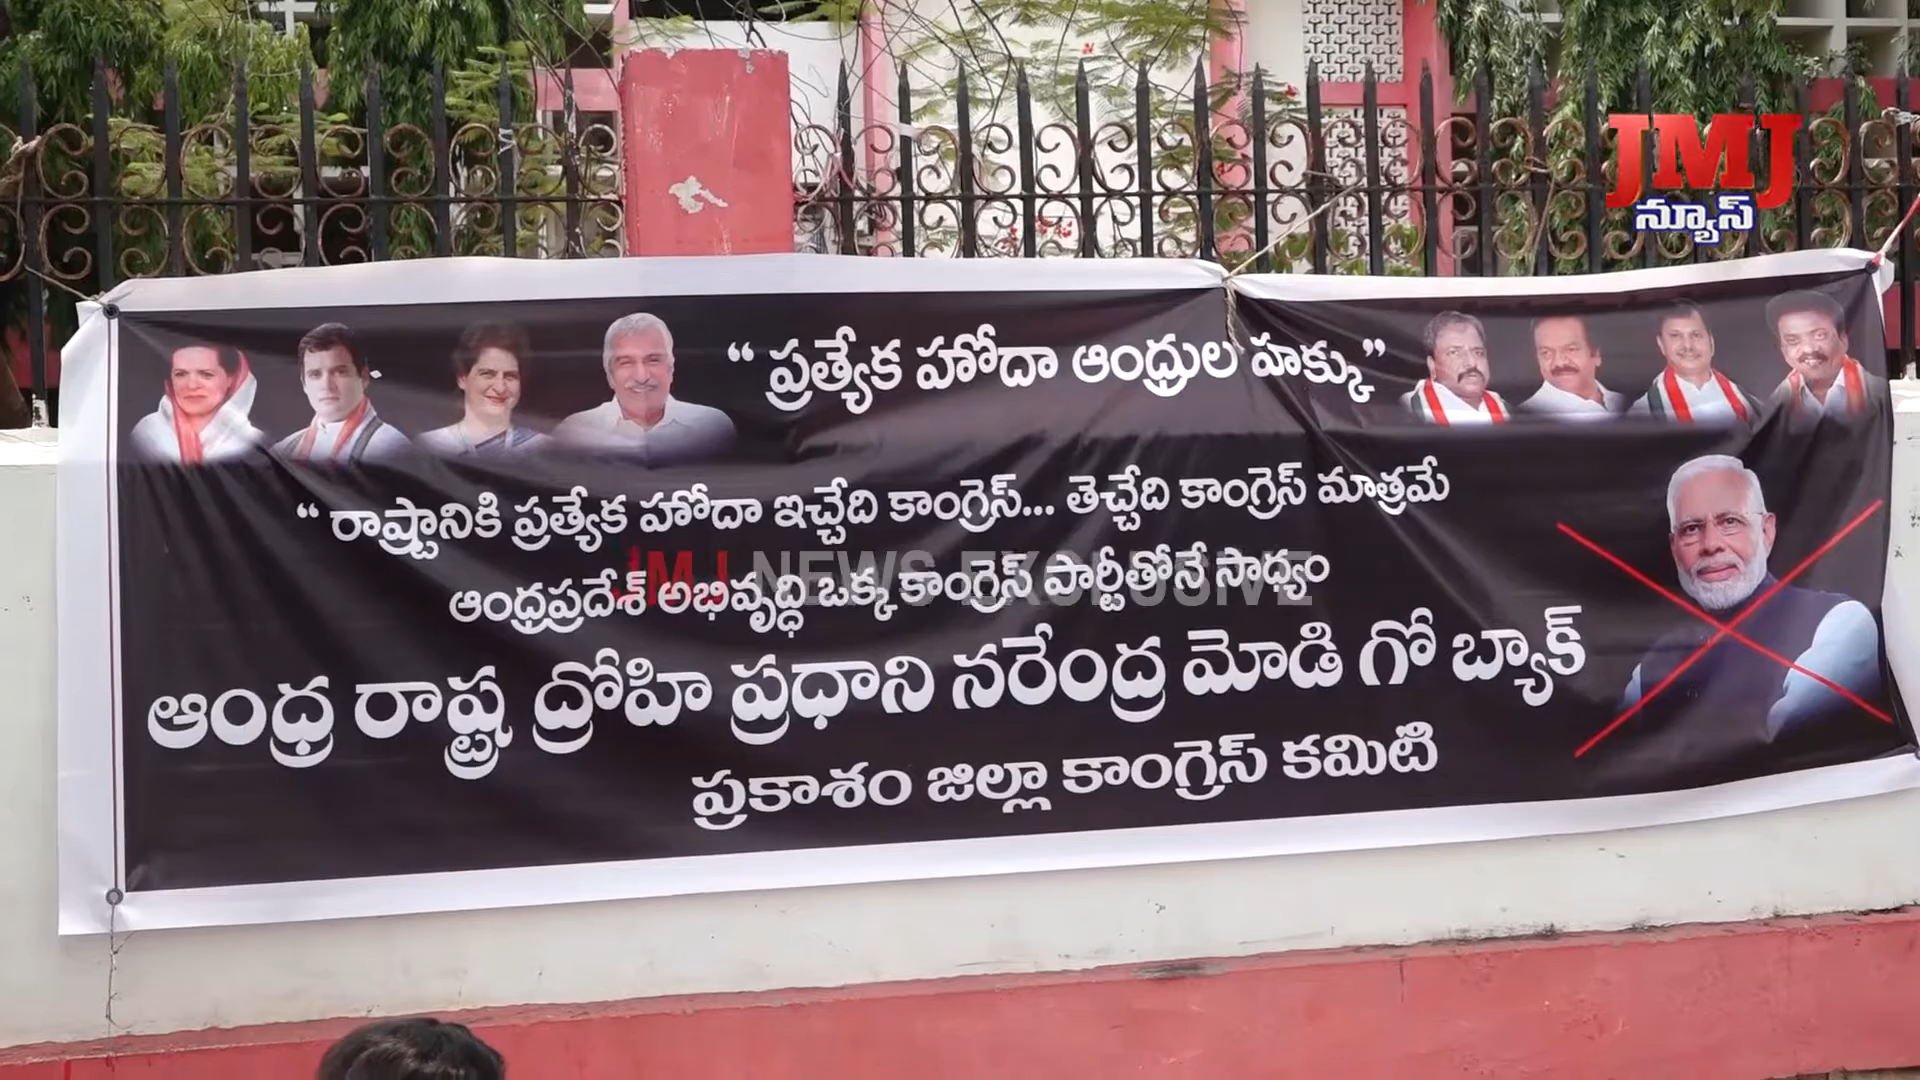 JMJ
న్యూస్
“ ప్రత్యేక హోదా ఆంధ్రుల హక్కు”
“ రాష్ట్రానికి ప్రత్యేక హోదా ఇచ్చేది కాంగ్రెస్... తెచ్చేది కాంగ్రెస్ మాత్రమే
JMJ NEWS EXCLUSIVE
ఆంధ్రప్రదేశ్ అభివృద్ధి ఒక్క కాంగ్రెస్ పార్టీతోనే సాధ్యం
ఆంధ్ర రాష్ట్ర ద్రోహి ప్రధాని నరేంద్ర మోడి గో బ్యాక్
ప్రకాశం జిల్లా కాంగ్రెస్ కమిటి